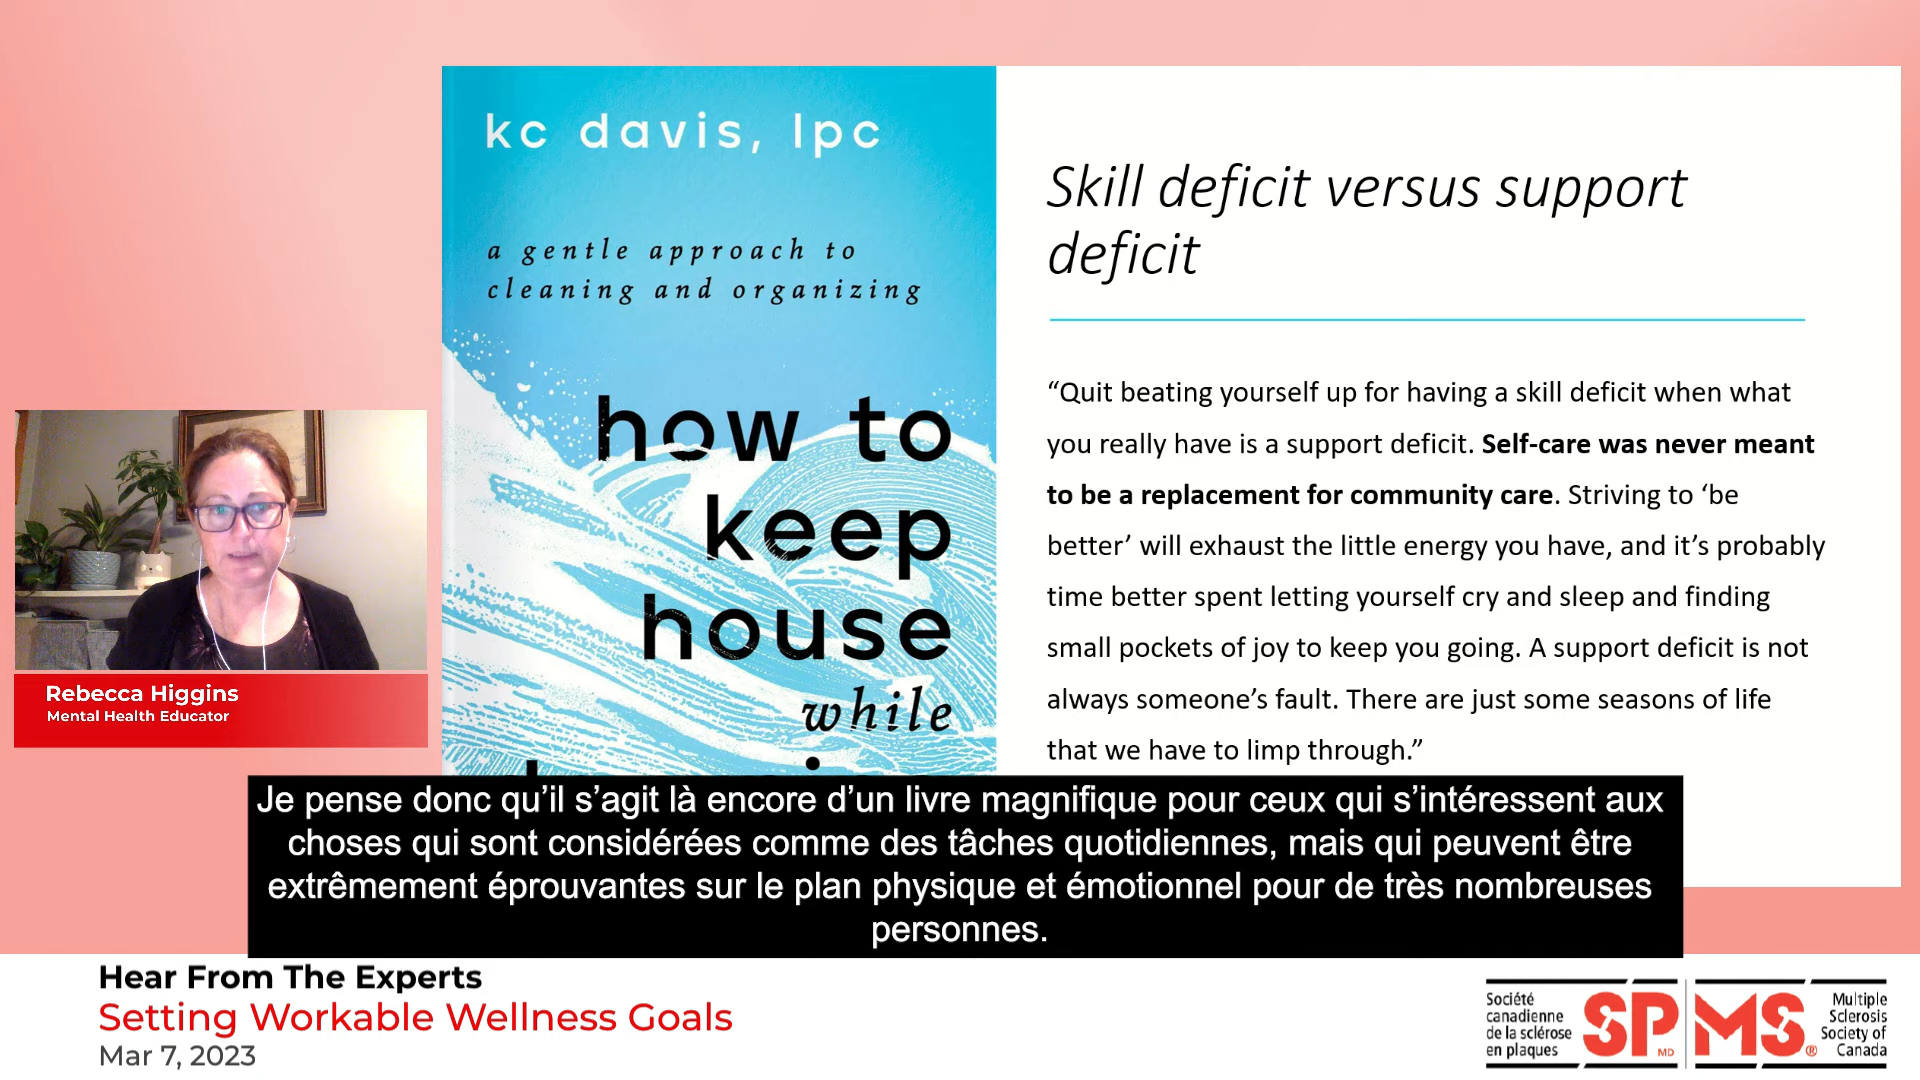 kc davis, lpc
a gentle approach to
cleaning and organizing
how to
keep
house
while
Skill deficit versus support
deficit
“Quit beating yourself up for having a skill deficit when what
you really have is a support deficit. Self-care was never meant
to be a replacement for community care. Striving to ‘be
better’ will exhaust the little energy you have, and it’s probably
time better spent letting yourself cry and sleep and finding
small pockets of joy to keep you going. A support deficit is not
always someone’s fault. There are just some seasons of life
that we have to limp through.”
Rebecca Higgins
Mental Health Educator
Je pense donc qu’il s’agit là encore d’un livre magnifique pour ceux qui s’intéressent aux
choses qui sont considérées comme des tâches quotidiennes, mais qui peuvent être
extrêmement éprouvantes sur le plan physique et émotionnel pour de très nombreuses
personnes.
Hear From The Experts
Setting Workable Wellness Goals
Mar 7, 2023
Société
canadienne
de la sclérose
en plaques
SP MD
MS ®
Multiple
Sclerosis
Society of
Canada